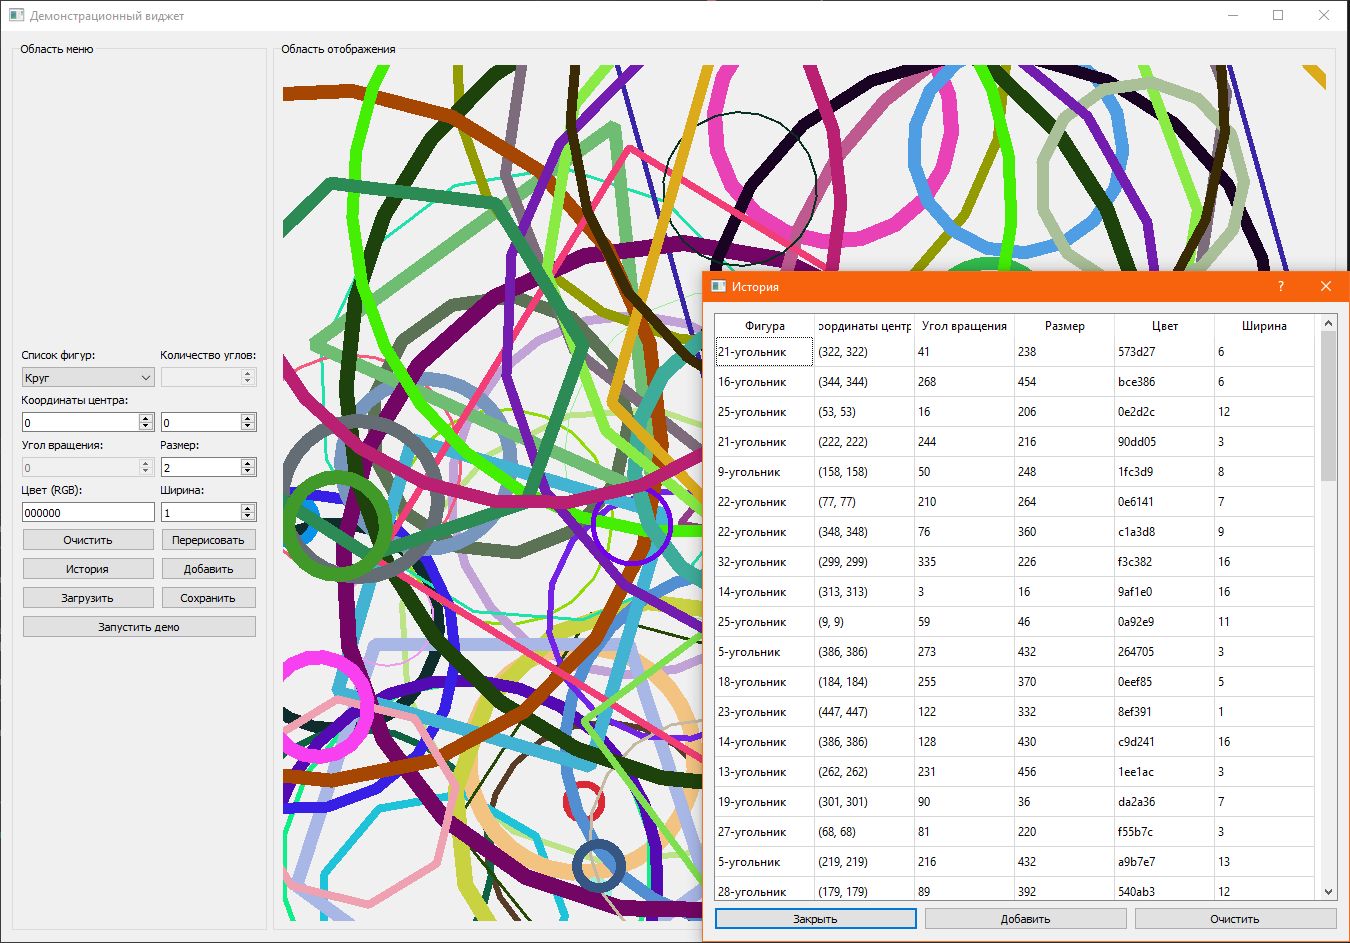 Демонстрационный виджет
Область меню
Область отображения
Список фигур: Количество углов:
Круг
Координаты центра:
0 0
Угол вращения: Размер:
0 2
Цвет (RGB): Ширина:
000000 1
Очистить Перерисовать
История Добавить
Загрузить Сохранить
Запустить демо
История ?
Фигура оординаты центр Угол вращения Размер Цвет Ширина
21-угольник (322, 322) 41 238 573d27 6
16-угольник (344, 344) 268 454 bce386 6
25-угольник (53, 53) 16 206 0e2d2c 12
21-угольник (222, 222) 244 216 90dd05 3
9-угольник (158, 158) 50 248 1fc3d9 8
22-угольник (77, 77) 210 264 0e6141 7
22-угольник (348, 348) 76 360 c1a3d8 9
32-угольник (299, 299) 335 226 f3c382 16
14-угольник (313, 313) 3 16 9af1e0 16
25-угольник (9, 9) 59 46 0a92e9 11
5-угольник (386, 386) 273 432 264705 3
18-угольник (184, 184) 255 370 0eef85 5
23-угольник (447, 447) 122 332 8ef391 1
14-угольник (386, 386) 128 430 c9d241 16
13-угольник (262, 262) 231 456 1ee1ac 3
19-угольник (301, 301) 90 36 da2a36 7
27-угольник (68, 68) 81 220 f55b7c 3
5-угольник (219, 219) 216 432 a9b7e7 13
28-угольник (179, 179) 89 392 540ab3 12
Закрыть Добавить Очистить